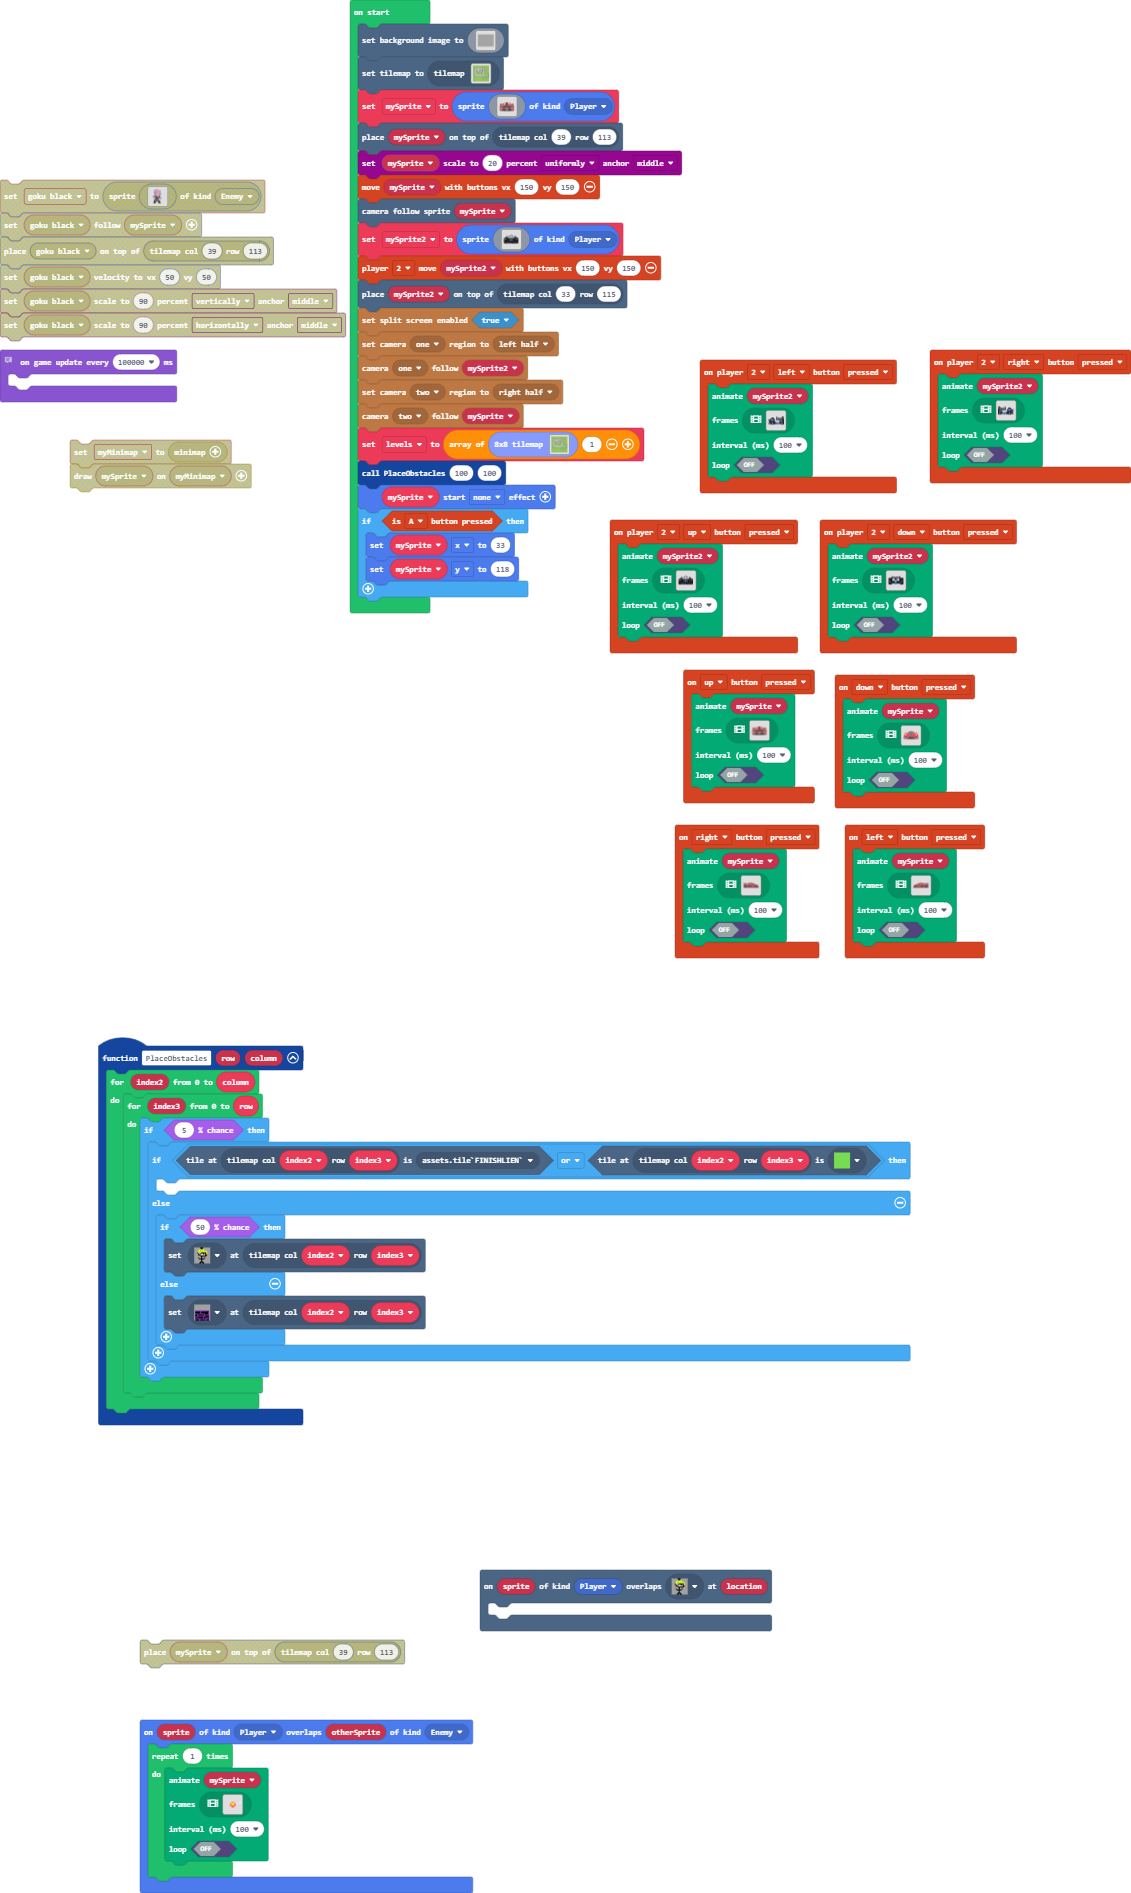 on start
set background image to
set tilemap to tilemap
set mySprite to sprite of kind Player
place mySprite on top of tilemap col 39 row 113
set mySprite scale to 20 percent uniformly anchor middle
move mySprite with buttons vx 150 vy 150
camera follow sprite mySprite
set mySprite2 to sprite of kind Player
player 2 move mySprite2 with buttons vx 150 vy 150
place mySprite2 on top of tilemap col 33 row 115
set split screen enabled true
set camera one region to left half
camera one follow mySprite2
set camera two region to right half
camera two follow mySprite
set levels to array of 8x8 tilemap 1
call PlaceObstacles 100 100
mySprite start none effect
if is A button pressed then
set mySprite x to 33
set mySprite y to 118
set goku black to sprite of kind Enemy
set goku black follow mySprite
place goku black on top of tilemap col 39 row 113
set goku black velocity to vx 50 vy 50
set goku black scale to 90 percent vertically anchor middle
set goku black scale to 90 percent horizontally anchor middle
on game update every 100000 ms
set myMinimap to minimap
draw mySprite on myMinimap
on player 2 left button pressed
animate mySprite2
frames
interval (ms) 100
loop OFF
on player 2 right button pressed
animate mySprite2
frames
interval (ms) 100
loop OFF
on player 2 up button pressed
animate mySprite2
frames
interval (ms) 100
loop OFF
on player 2 down button pressed
animate mySprite2
frames
interval (ms) 100
loop OFF
on up button pressed
animate mySprite
frames
interval (ms) 100
loop OFF
on down button pressed
animate mySprite
frames
interval (ms) 100
loop OFF
on right button pressed
animate mySprite
frames
interval (ms) 100
loop OFF
on left button pressed
animate mySprite
frames
interval (ms) 100
loop OFF
function PlaceObstacles row column
for index2 from 0 to column
do for index3 from 0 to row
do if 5 % chance then
if tile at tilemap col index2 row index3 is assets.tile`FINISHLIEN` or tile at tilemap col index2 row index3 is then
else
if 50 % chance then
set at tilemap col index2 row index3
else
set at tilemap col index2 row index3
on sprite of kind Player overlaps at location
place mySprite on top of tilemap col 39 row 113
on sprite of kind Player overlaps otherSprite of kind Enemy
repeat 1 times
do animate mySprite
frames
interval (ms) 100
loop OFF